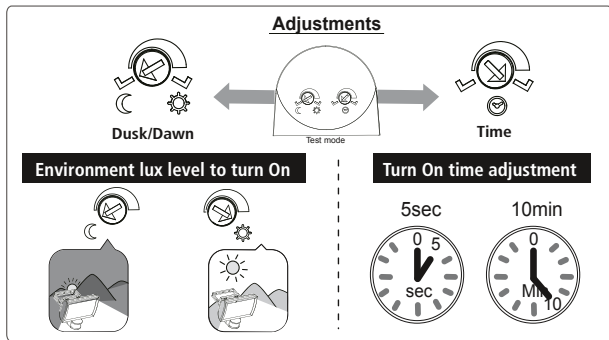 Adjustments
Dusk/Dawn
Test mode
Time
Environment lux level to turn On
Turn On time adjustment
5sec
10min
0
5
sec
0
Min
10